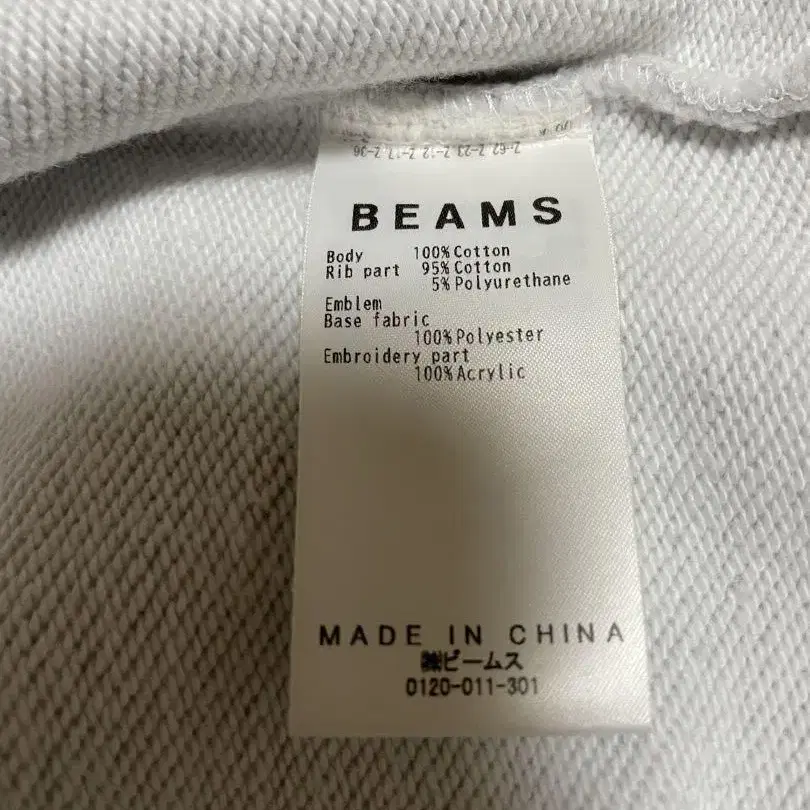 BEAMS
Body 100%Cotton
Rib part 95%Cotton
5%Polyurethane
Emblem
Base fabric
100%Polyester
Embroidery part
100%Acrylic
MADE IN CHINA
㈱ビームス
0120-011-301